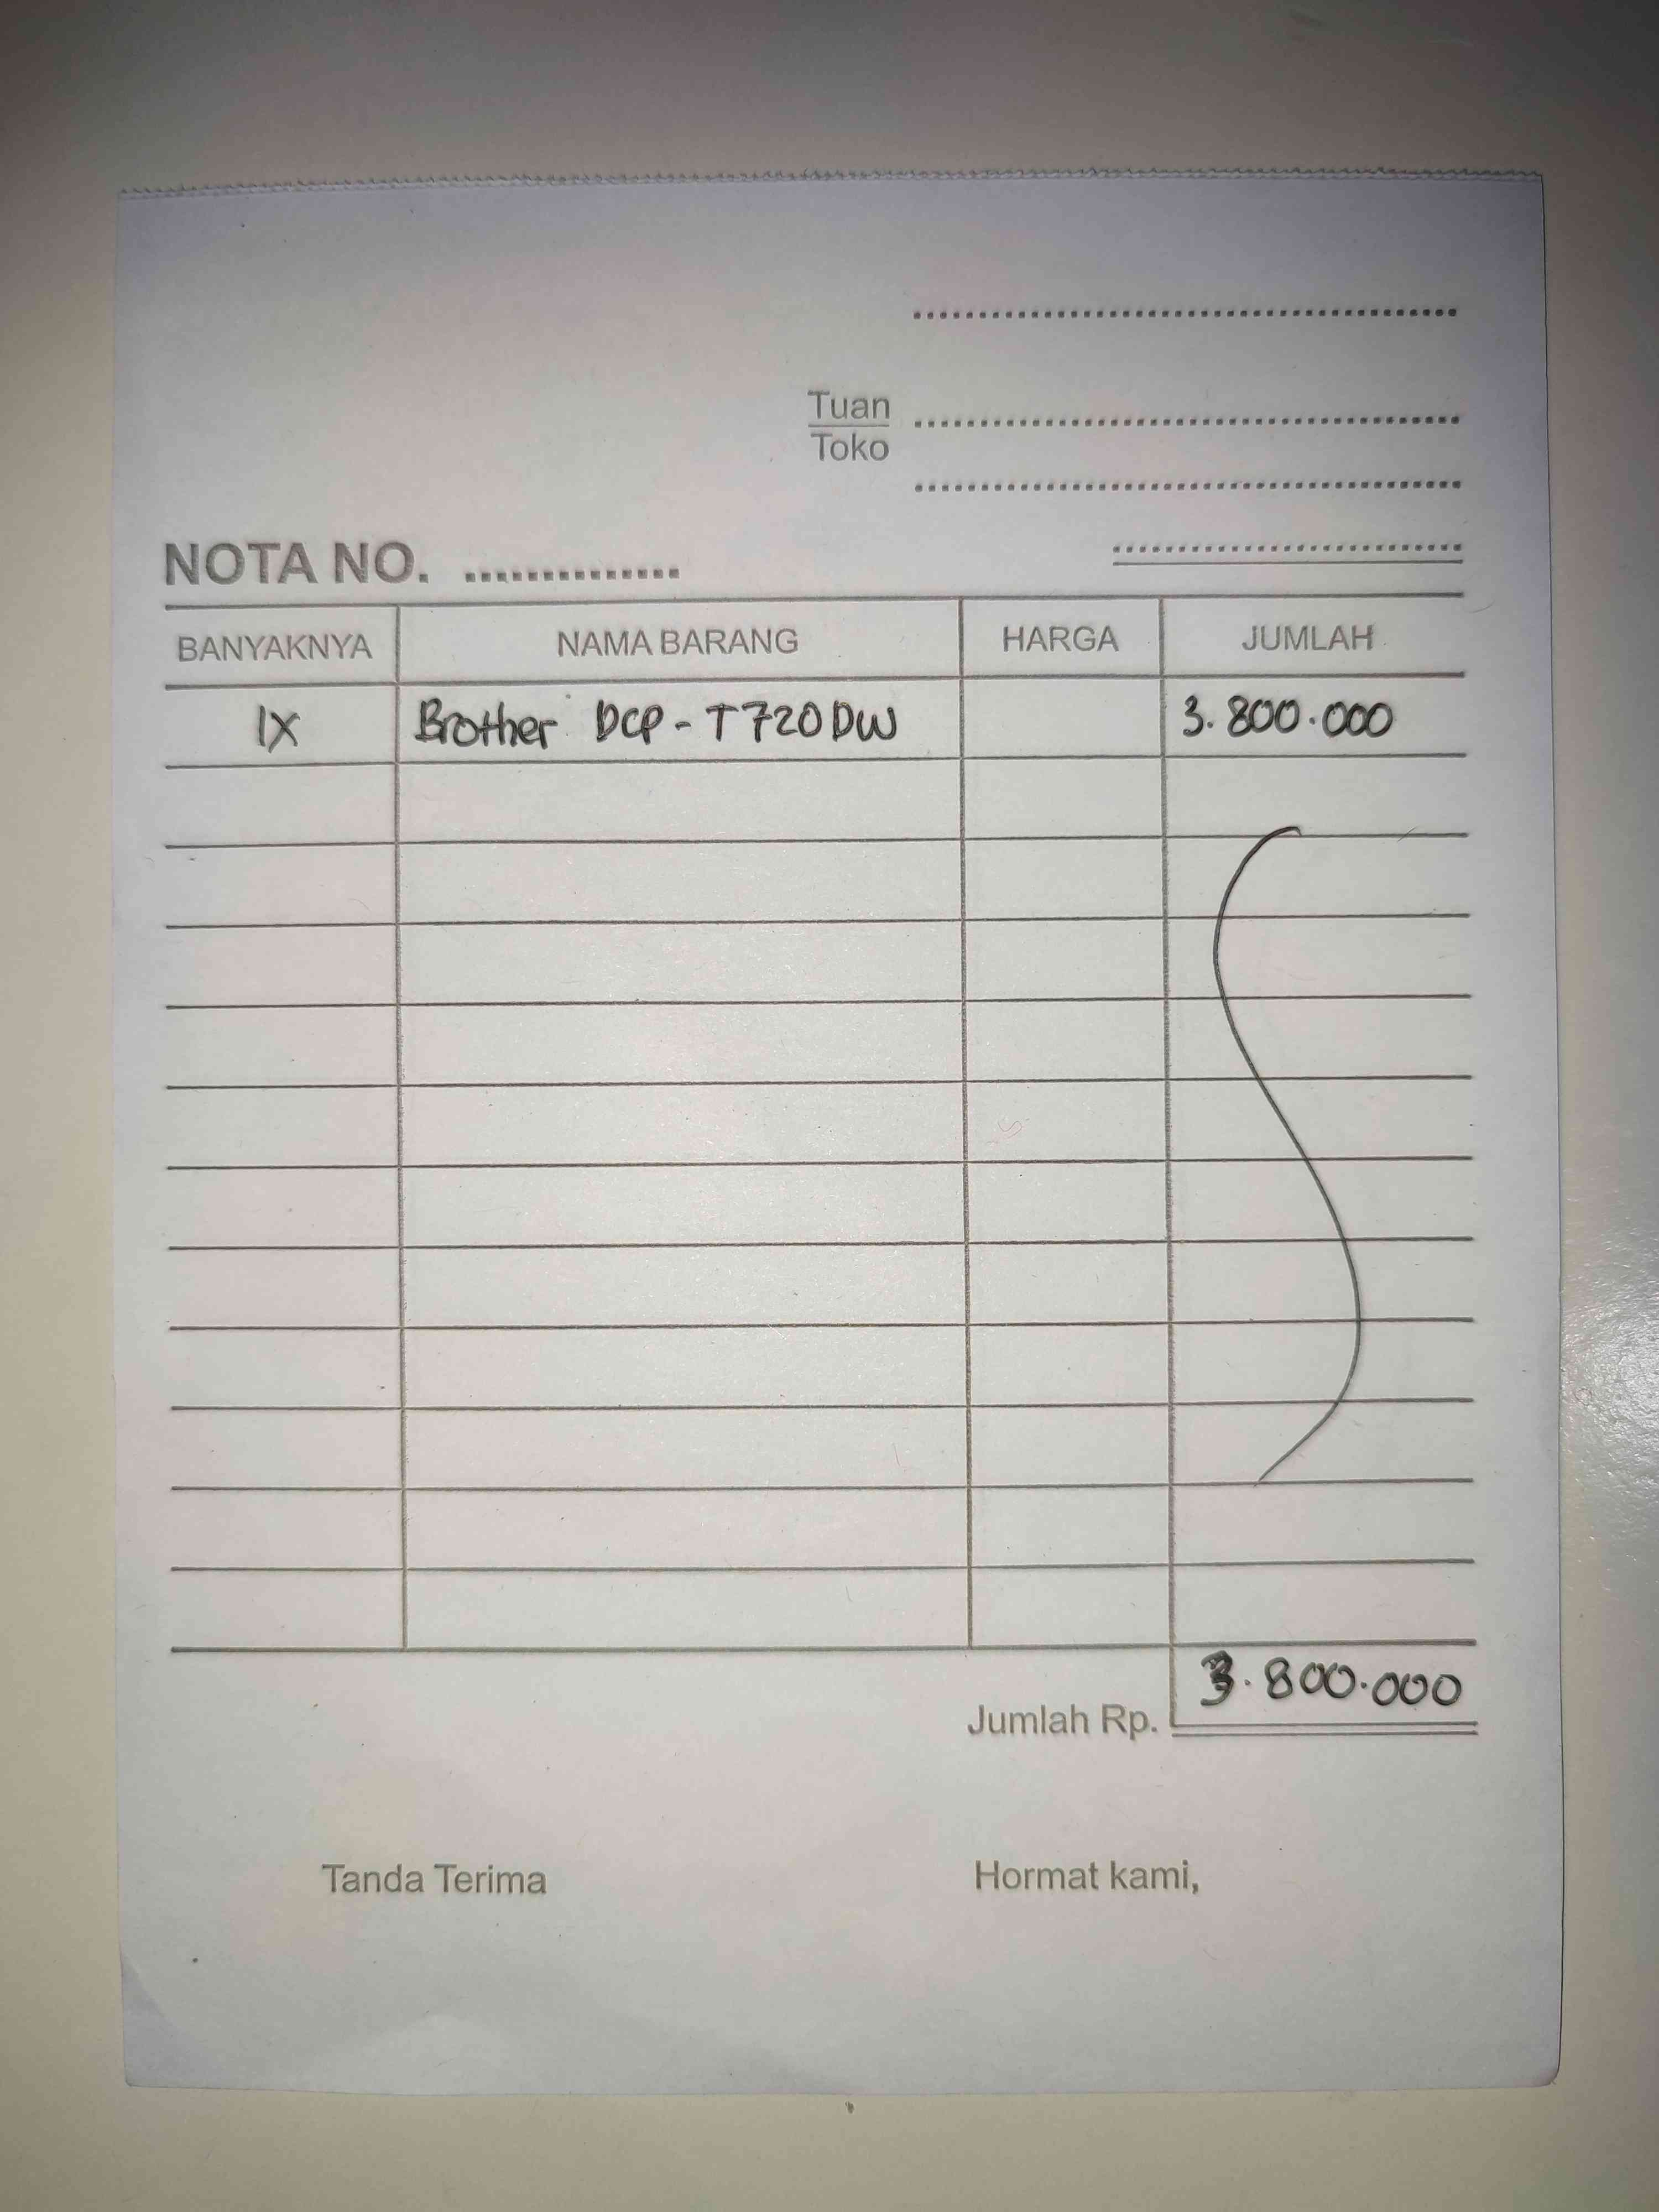 Tuan
Toko
NOTA NO. ..............
BANYAKNYA NAMA BARANG HARGA JUMLAH
1X Brother DCP - T720DW 3.800.000
Jumlah Rp. 3.800.000
Tanda Terima Hormat kami,